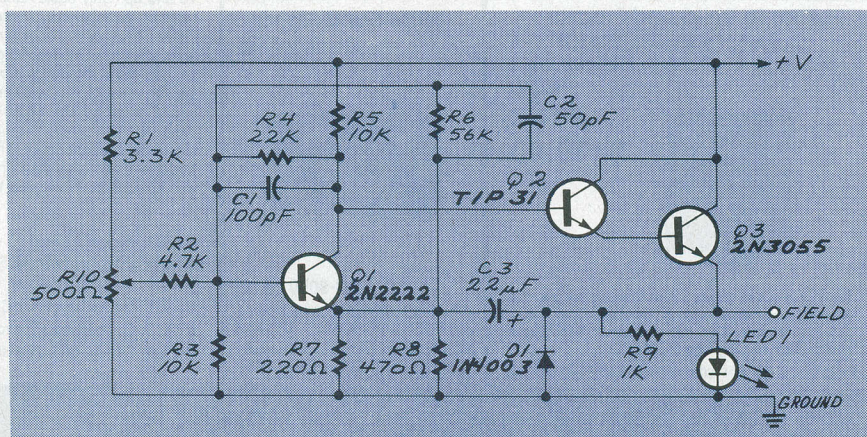 +V
R1
3.3K
R4
22K
R5
10K
R6
56K
C2
50pF
C1
100pF
Q2
TIP 31
Q3
2N3055
R10
500Ω
R2
4.7K
Q1
2N2222
C3
22µF
+
FIELD
R3
10K
R7
220Ω
R8
470Ω
D1
1N4003
R9
1K
LED1
GROUND